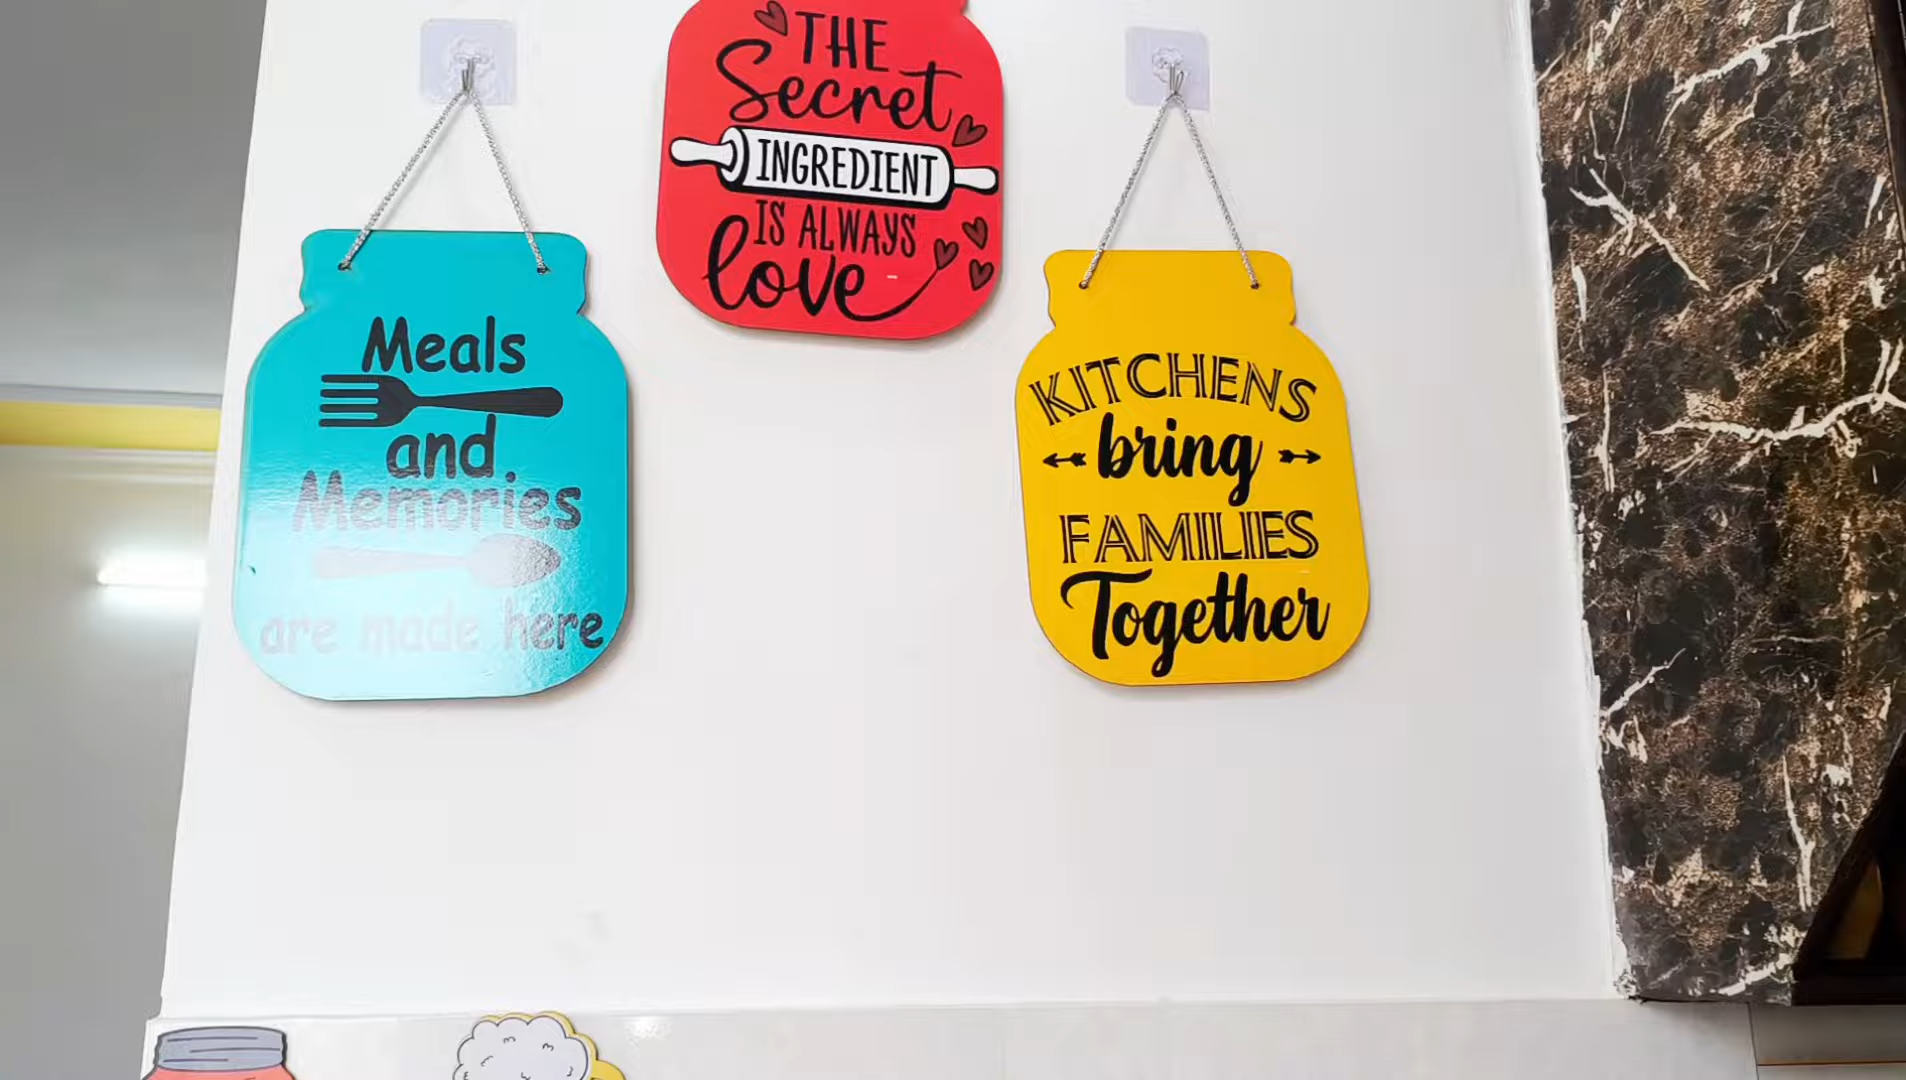 Meals
and
Memories
are made here
THE
Secret
INGREDIENT
IS ALWAYS
love
KITCHENS
bring
FAMILIES
Together